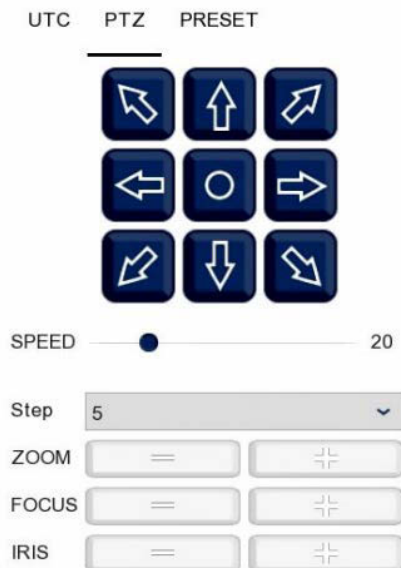 UTC PTZ PRESET
SPEED 20
Step 5
ZOOM
FOCUS
IRIS